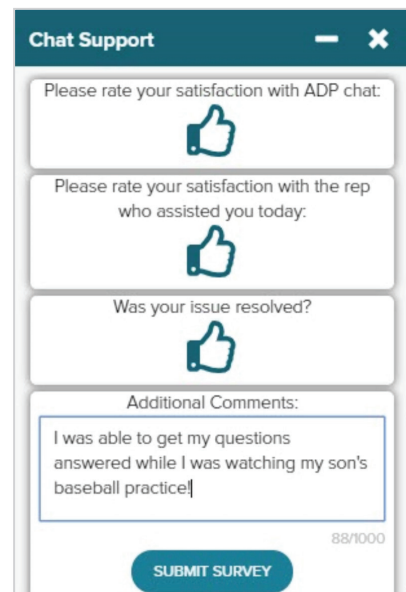 Chat Support
Please rate your satisfaction with ADP chat:
Please rate your satisfaction with the rep
who assisted you today:
Was your issue resolved?
Additional Comments:
I was able to get my questions
answered while I was watching my son's
baseball practice!
88/1000
SUBMIT SURVEY